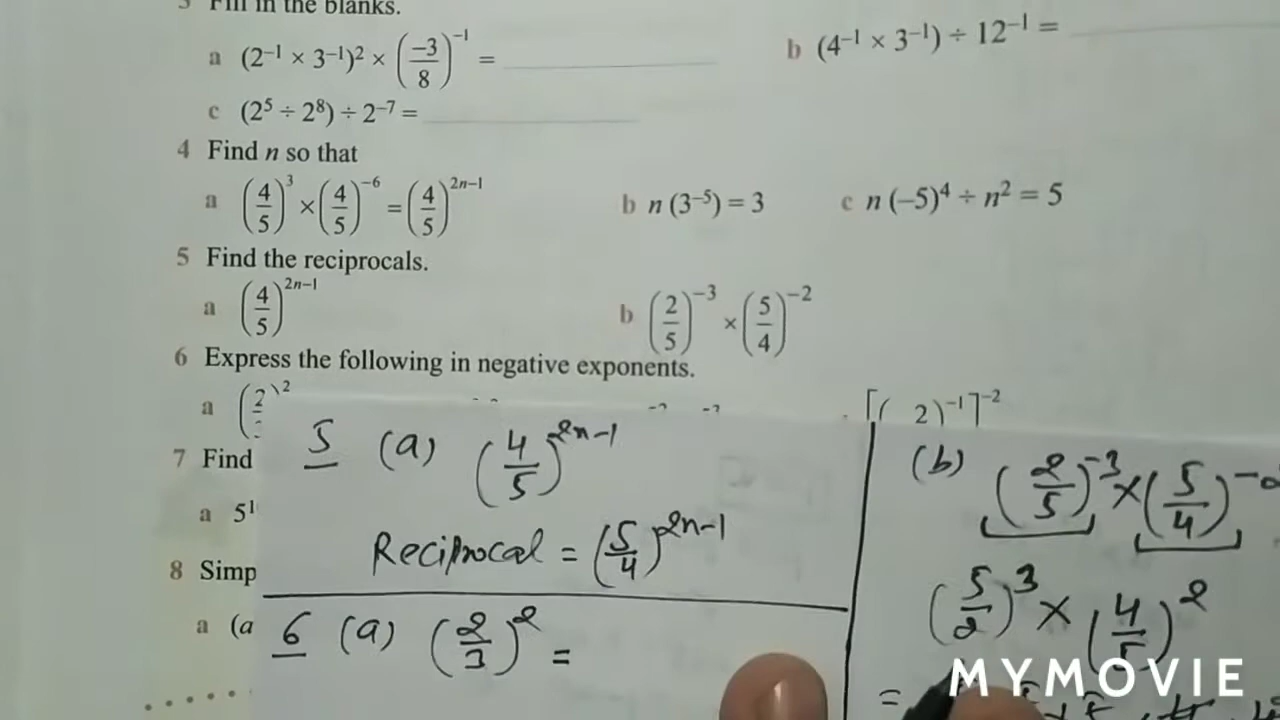 3 Fill in the blanks.
a (2⁻¹ × 3⁻¹)² × (−3/8)⁻¹ =
b (4⁻¹ × 3⁻¹) ÷ 12⁻¹ =
c (2⁵ ÷ 2⁸) ÷ 2⁻⁷ =
4 Find n so that
a (4/5)³ × (4/5)⁻⁶ = (4/5)²ⁿ⁻¹
b n (3⁻⁵) = 3
c n (−5)⁴ ÷ n² = 5
5 Find the reciprocals.
a (4/5)²ⁿ⁻¹
b (2/5)⁻³ × (5/4)⁻²
6 Express the following in negative exponents.
a
7 Find
a 5¹
8 Simp
a (a
5 (a) (4/5)²ⁿ⁻¹
Reciprocal = (5/4)²ⁿ⁻¹
6 (a) (2/3)² =
(b) (2/5)⁻³ × (5/4)⁻²
(5/2)³ × (4/5)²
=
MYMOVIE